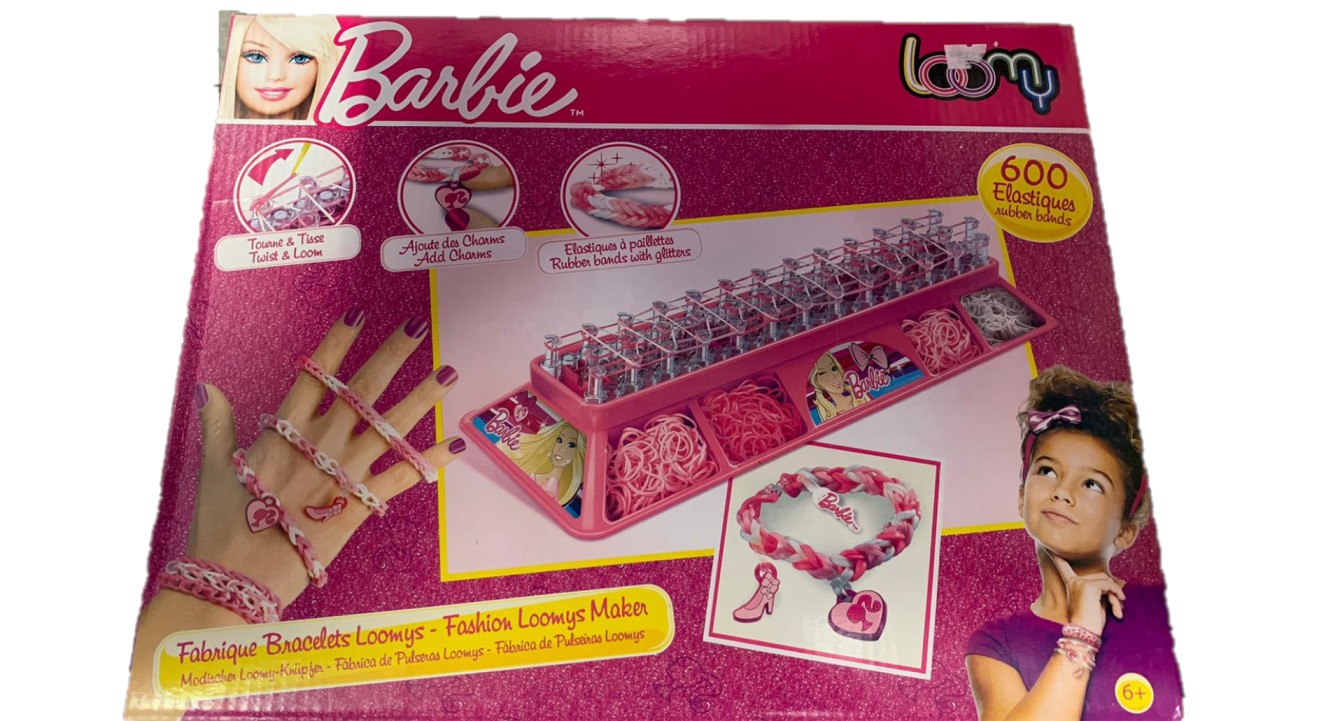 Barbie™
Loomy
600
Elastiques
rubber bands
Tourne & Tisse
Twist & Loom
Ajoute des Charms
Add Charms
Elastiques à paillettes
Rubber bands with glitters
Barbie
Barbie
Barbie
Fabrique Bracelets Loomys - Fashion Loomys Maker
Modischer Loomy-Knüpfer - Fábrica de Pulseras Loomys - Fábrica de Pulseiras Loomys
6+